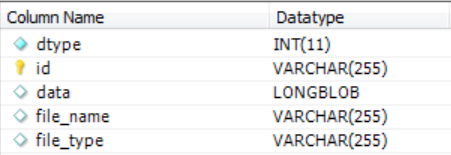 Column Name Datatype
dtype INT(11)
id VARCHAR(255)
data LONGBLOB
file_name VARCHAR(255)
file_type VARCHAR(255)